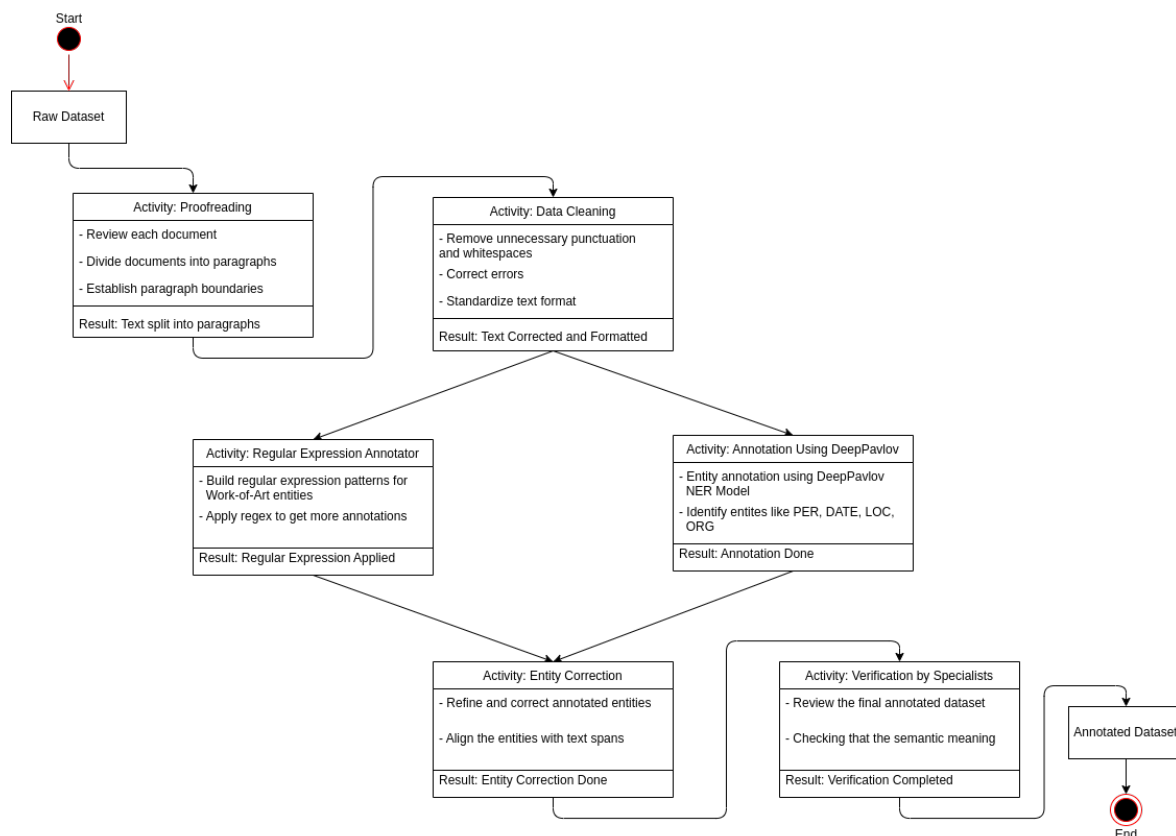 Start
Raw Dataset
Activity: Proofreading
- Review each document
- Divide documents into paragraphs
- Establish paragraph boundaries
Result: Text split into paragraphs
Activity: Data Cleaning
- Remove unnecessary punctuation
and whitespaces
- Correct errors
- Standardize text format
Result: Text Corrected and Formatted
Activity: Regular Expression Annotator
- Build regular expression patterns for
Work-of-Art entities
- Apply regex to get more annotations
Result: Regular Expression Applied
Activity: Annotation Using DeepPavlov
- Entity annotation using DeepPavlov
NER Model
- Identify entites like PER, DATE, LOC,
ORG
Result: Annotation Done
Activity: Entity Correction
- Refine and correct annotated entities
- Align the entities with text spans
Result: Entity Correction Done
Activity: Verification by Specialists
- Review the final annotated dataset
- Checking that the semantic meaning
Result: Verification Completed
Annotated Dataset
End